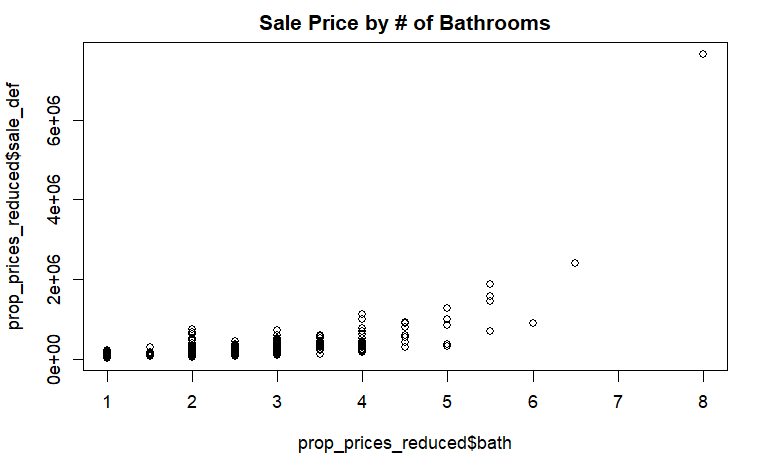 Sale Price by # of Bathrooms
prop_prices_reduced$sale_def
6e+06
4e+06
2e+06
0e+00
1 2 3 4 5 6 7 8
prop_prices_reduced$bath